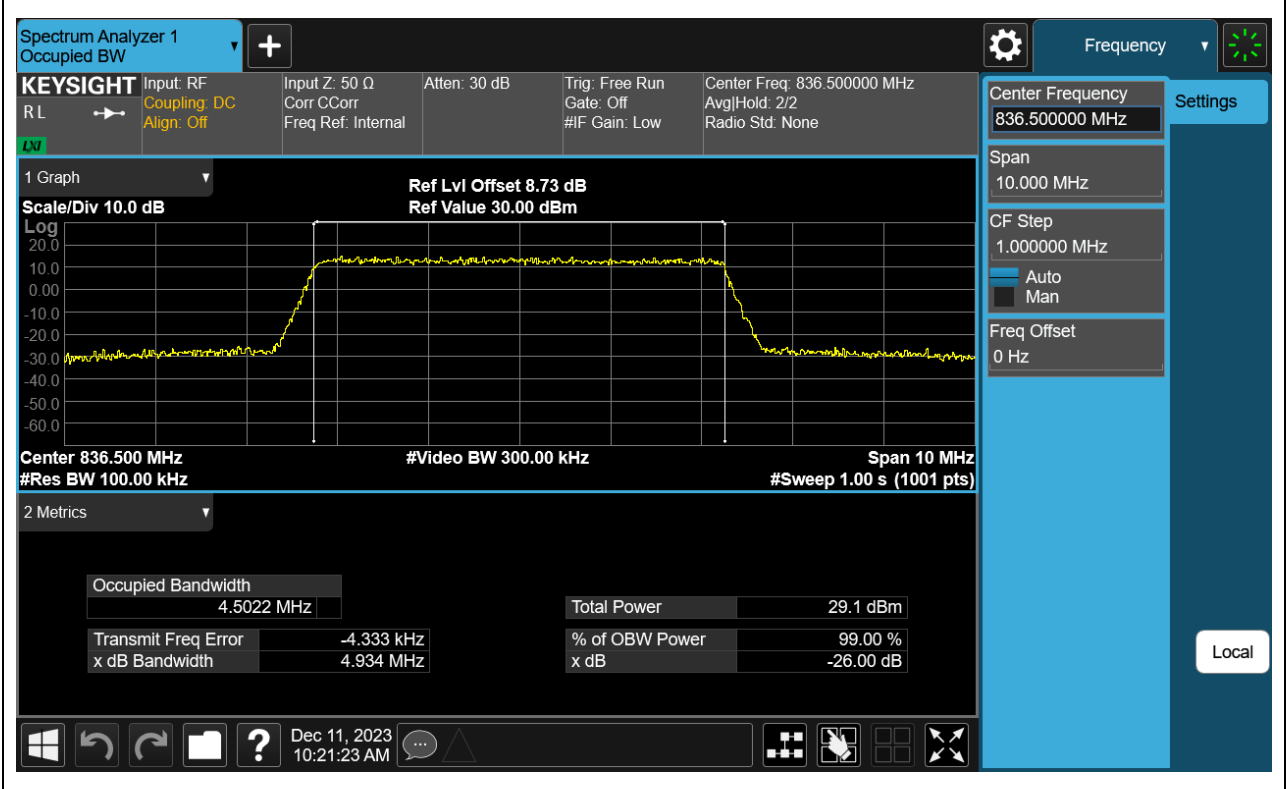 Spectrum Analyzer 1
Occupied BW
Frequency
KEYSIGHT
R L
LXI
Input: RF
Coupling: DC
Align: Off
Input Z: 50 Ω
Corr CCorr
Freq Ref: Internal
Atten: 30 dB
Trig: Free Run
Gate: Off
#IF Gain: Low
Center Freq: 836.500000 MHz
Avg|Hold: 2/2
Radio Std: None
Center Frequency
836.500000 MHz
Settings
Span
10.000 MHz
CF Step
1.000000 MHz
Auto
Man
Freq Offset
0 Hz
Local
1 Graph
Scale/Div 10.0 dB
Ref Lvl Offset 8.73 dB
Ref Value 30.00 dBm
Log
20.0
10.0
0.00
-10.0
-20.0
-30.0
-40.0
-50.0
-60.0
Center 836.500 MHz
#Video BW 300.00 kHz
Span 10 MHz
#Res BW 100.00 kHz
#Sweep 1.00 s (1001 pts)
2 Metrics
Occupied Bandwidth
4.5022 MHz
Total Power 29.1 dBm
Transmit Freq Error -4.333 kHz
% of OBW Power 99.00 %
x dB Bandwidth 4.934 MHz
x dB -26.00 dB
?
Dec 11, 2023
10:21:23 AM